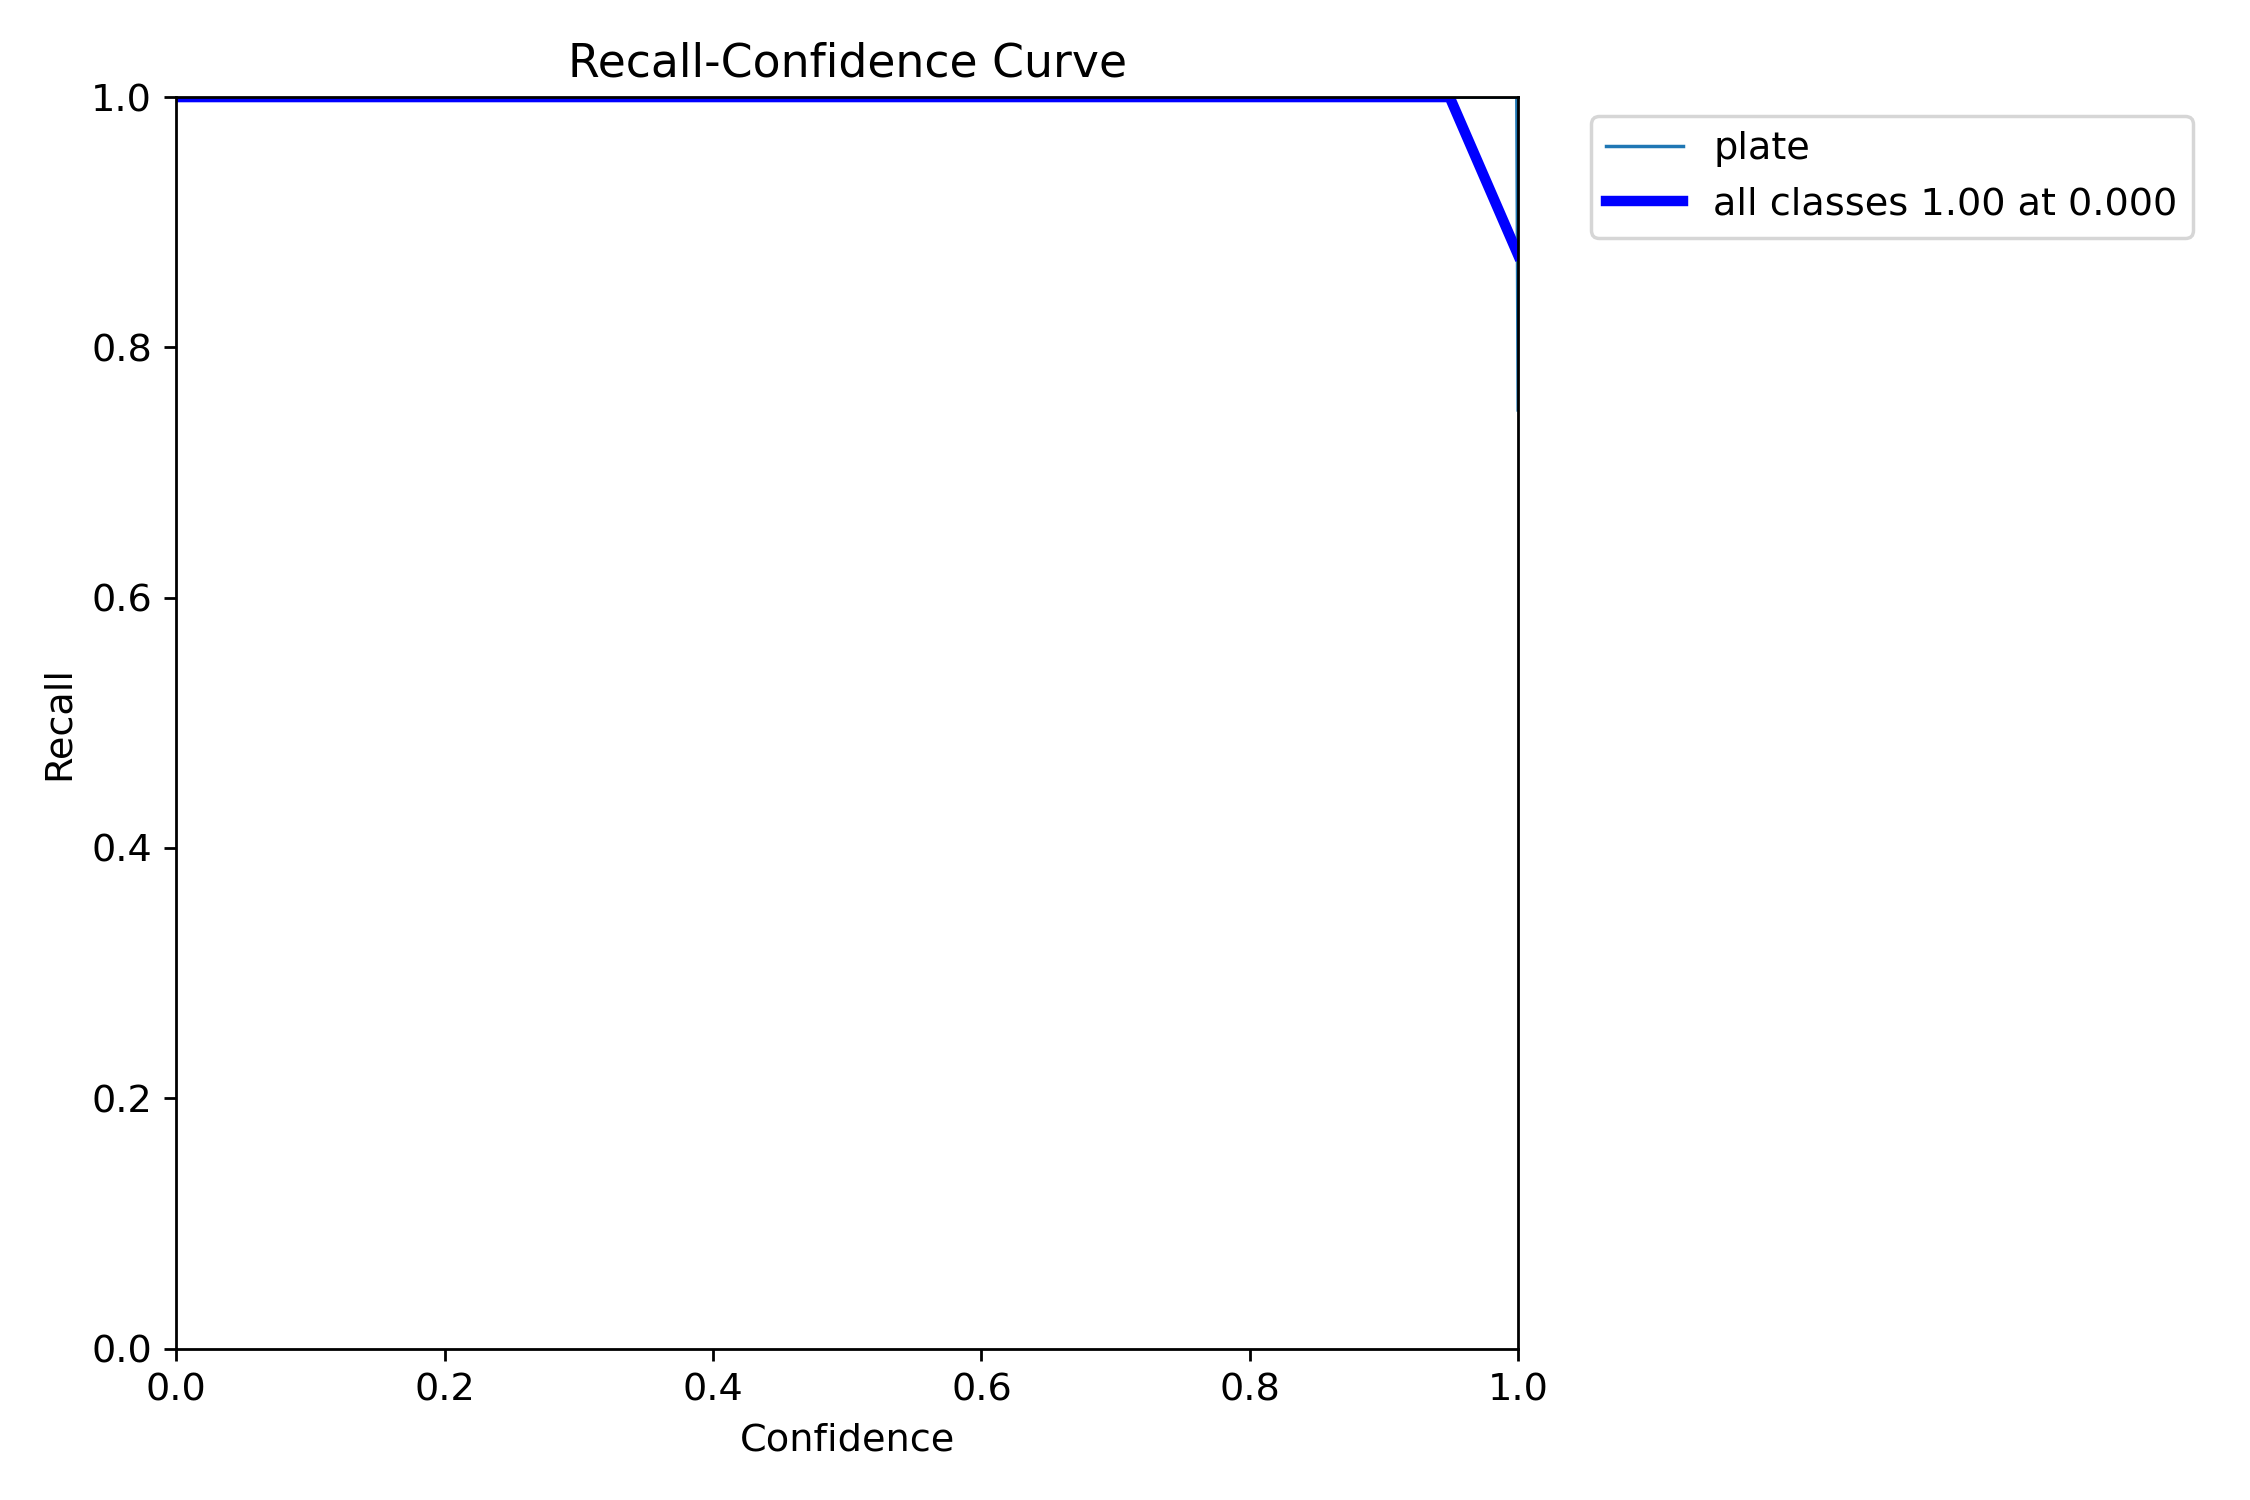 Recall-Confidence Curve
1.0
0.8
0.6
0.4
0.2
0.0
Recall
0.0 0.2 0.4 0.6 0.8 1.0
Confidence
plate
all classes 1.00 at 0.000